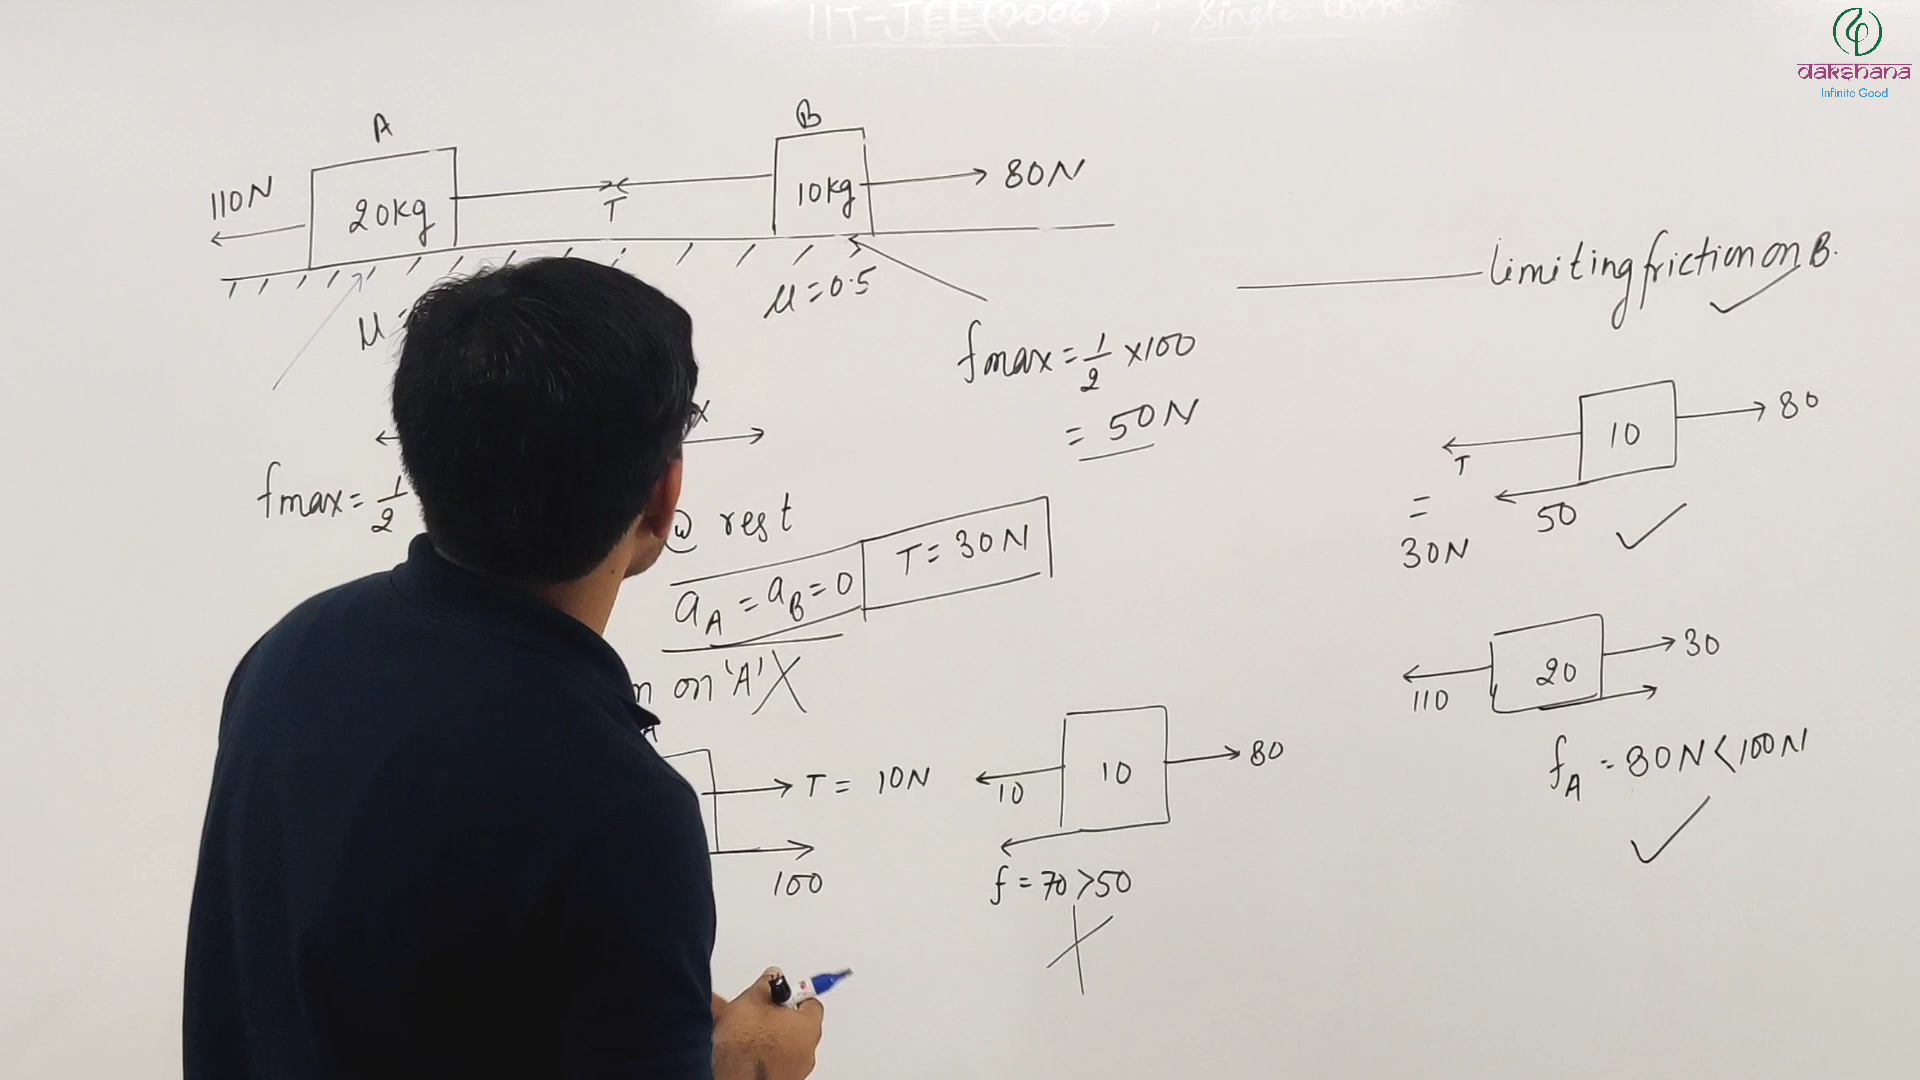 IIT-JEE (2006) ; Single Corre
dakshana
Infinite Good
A
B
110N
20kg
T
10kg
80N
μ=
μ=0.5
limiting friction on B.
fmax = 1/2 ×100
= 50N
X
fmax = 1/2
rest
aA = aB = 0
T = 30N
10
80
T
=
30N
50
n on 'A' X
T = 10N
100
10
10
80
f = 70 > 50
110
20
30
fA = 80N < 100N